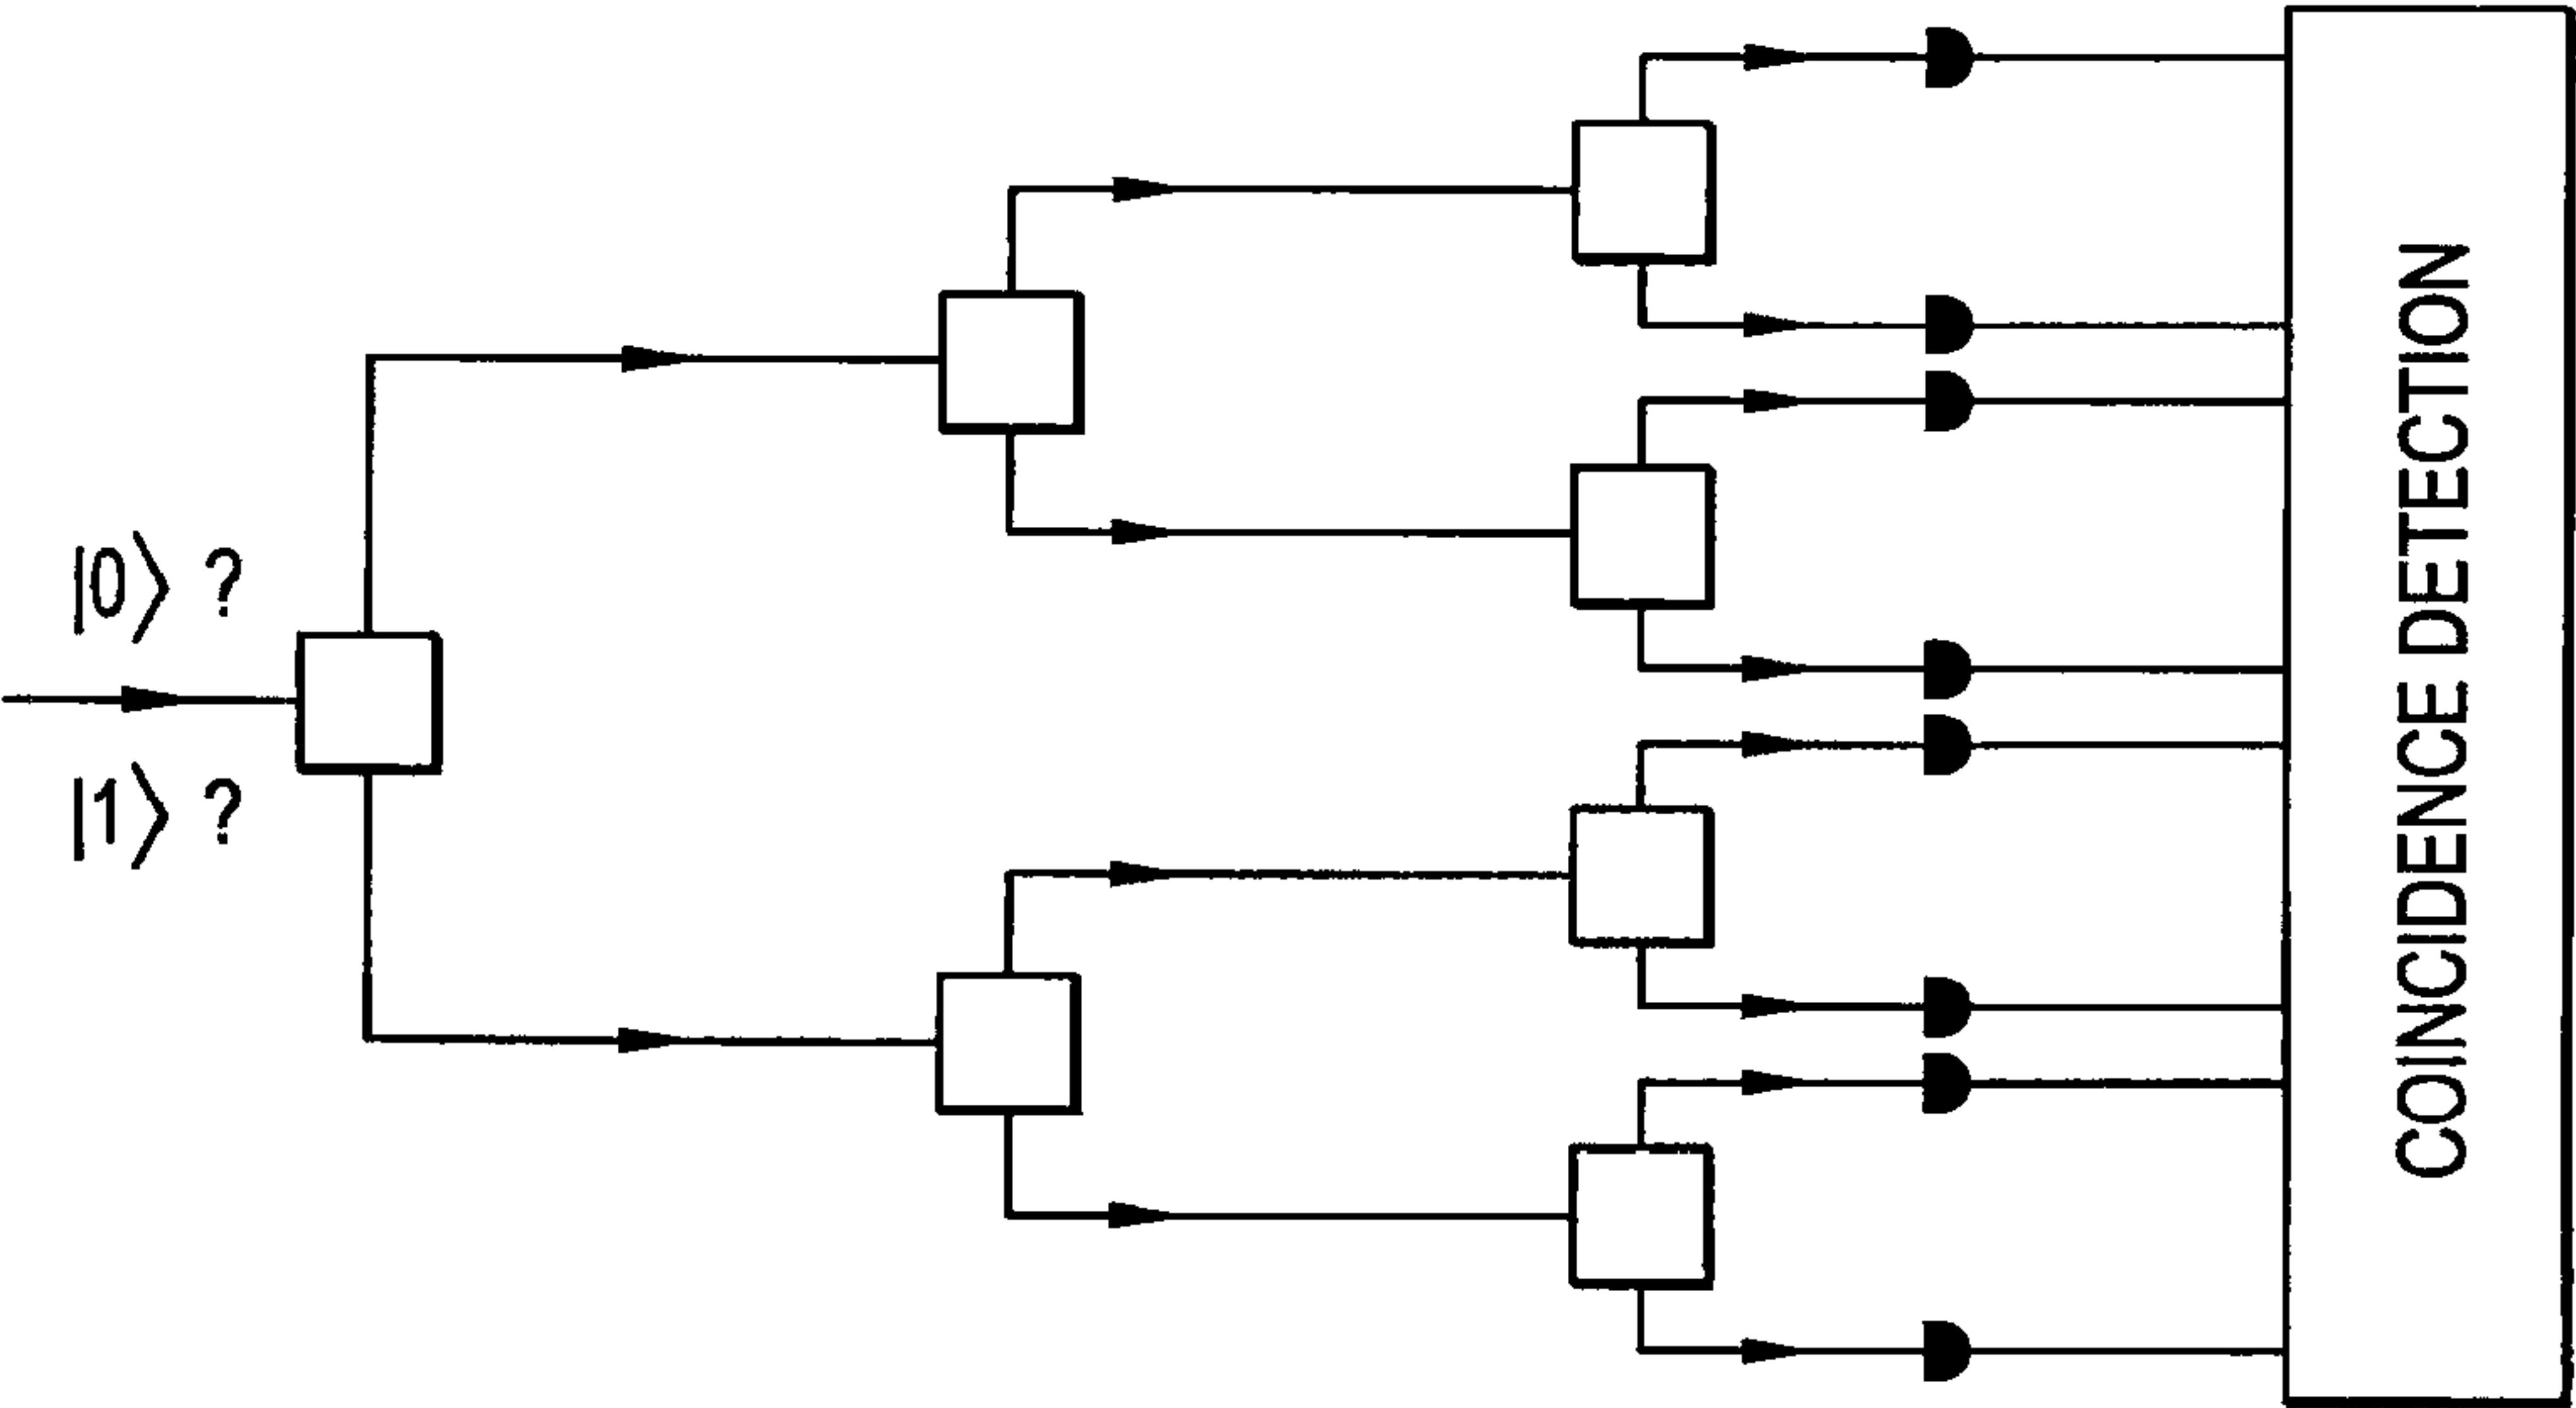 |0⟩ ?
|1⟩ ?
COINCIDENCE DETECTION